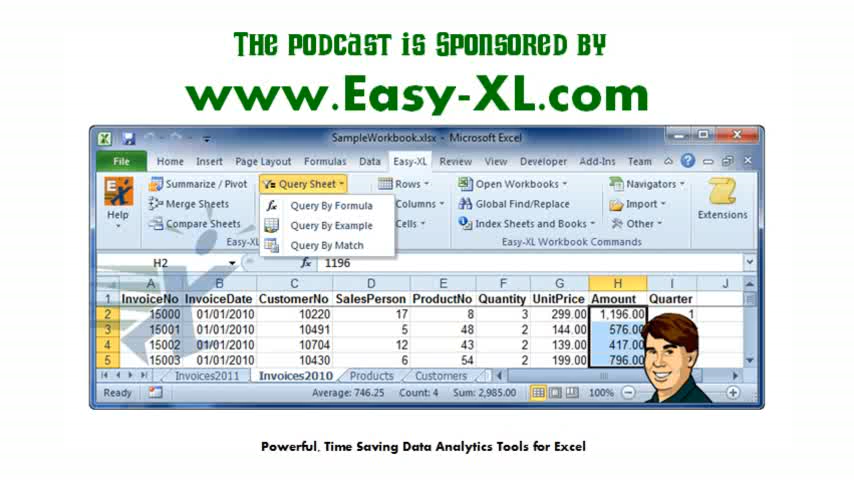 The podcast is Sponsored by
www.Easy-XL.com
SampleWorkbook.xlsx - Microsoft Excel
File Home Insert Page Layout Formulas Data Easy-XL Review View Developer Add-Ins Team
Summarize / Pivot Query Sheet Rows Open Workbooks Navigators
Query By Formula
Merge Sheets Columns Global Find/Replace Import
Help Query By Example Extensions
Compare Sheets Cells Index Sheets and Books Other
Query By Match
Easy-XL Easy-XL Workbook Commands
H2 fx 1196
A B C D E F G H I J
1 InvoiceNo InvoiceDate CustomerNo SalesPerson ProductNo Quantity UnitPrice Amount Quarter
2 15000 01/01/2010 10220 17 8 3 299.00 1,196.00 1
3 15001 01/01/2010 10491 5 48 2 144.00 576.00
4 15002 01/01/2010 10704 12 43 2 139.00 417.00
5 15003 01/01/2010 10430 6 54 2 199.00 796.00
Invoices2011 Invoices2010 Products Customers
Ready Average: 746.25 Count: 4 Sum: 2,985.00 100%
Powerful, Time Saving Data Analytics Tools for Excel